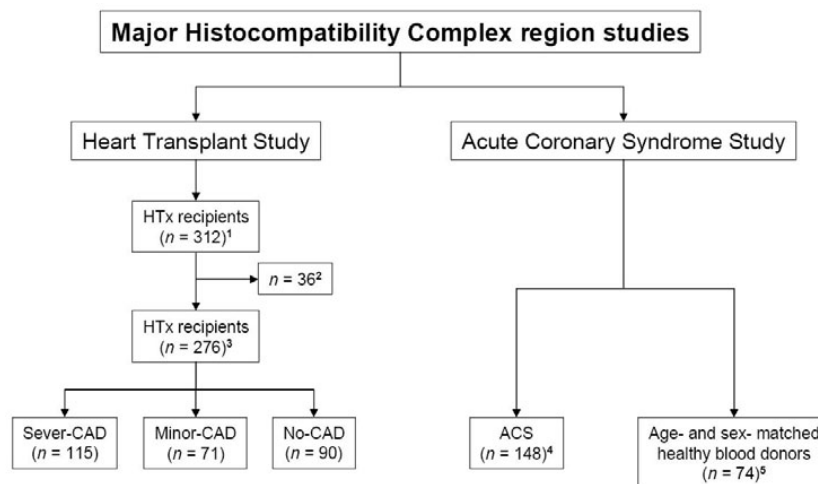 Major Histocompatibility Complex region studies
Heart Transplant Study
Acute Coronary Syndrome Study
HTx recipients
(n = 312)¹
n = 36²
HTx recipients
(n = 276)³
Sever-CAD
(n = 115)
Minor-CAD
(n = 71)
No-CAD
(n = 90)
ACS
(n = 148)⁴
Age- and sex- matched
healthy blood donors
(n = 74)⁵